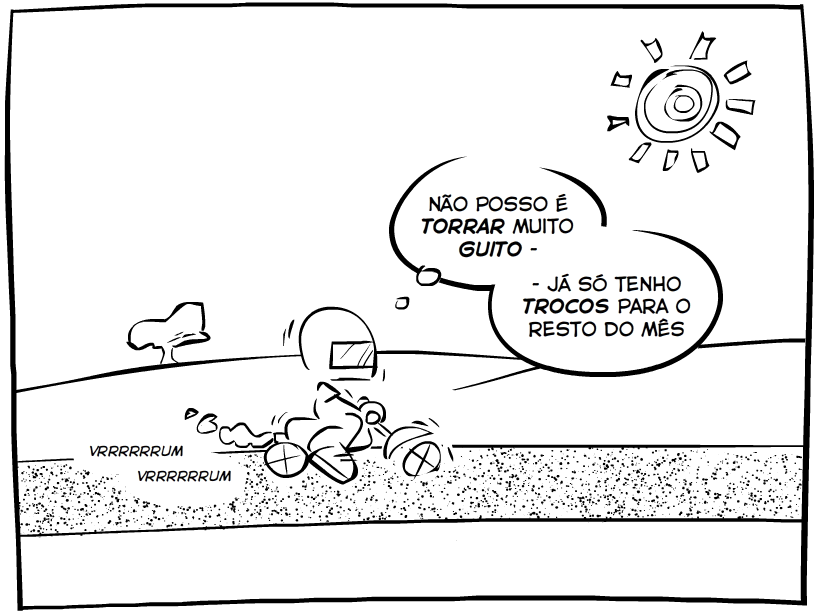 NÃO POSSO É
TORRAR MUITO
GUITO -
- JÁ SÓ TENHO
TROCOS PARA O
RESTO DO MÊS
VRRRRRRUM
VRRRRRRUM